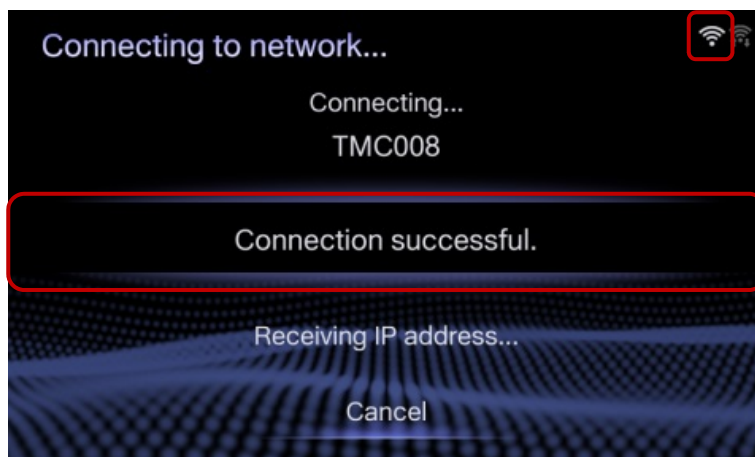 Connecting to network...
Connecting...
TMC008
Connection successful.
Receiving IP address...
Cancel